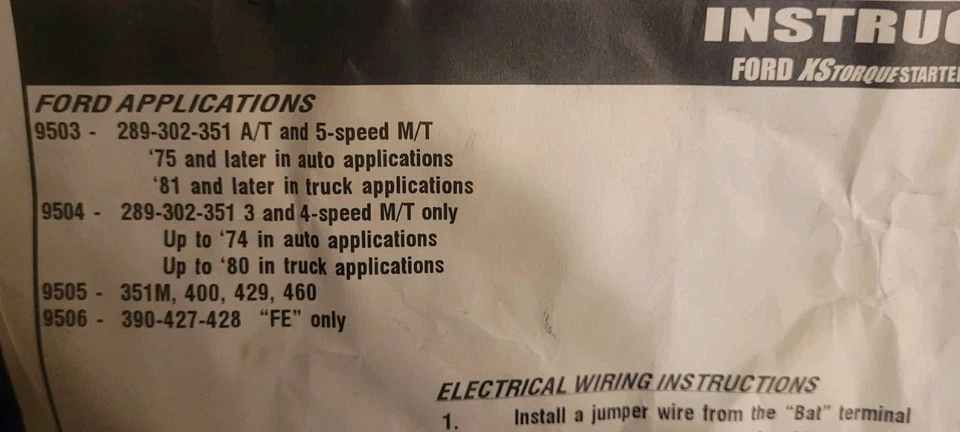 INSTRUC
FORD XSTORQUE STARTE
FORD APPLICATIONS
9503 - 289-302-351 A/T and 5-speed M/T
'75 and later in auto applications
'81 and later in truck applications
9504 - 289-302-351 3 and 4-speed M/T only
Up to '74 in auto applications
Up to '80 in truck applications
9505 - 351M, 400, 429, 460
9506 - 390-427-428 "FE" only
ELECTRICAL WIRING INSTRUCTIONS
1. Install a jumper wire from the "Bat" terminal